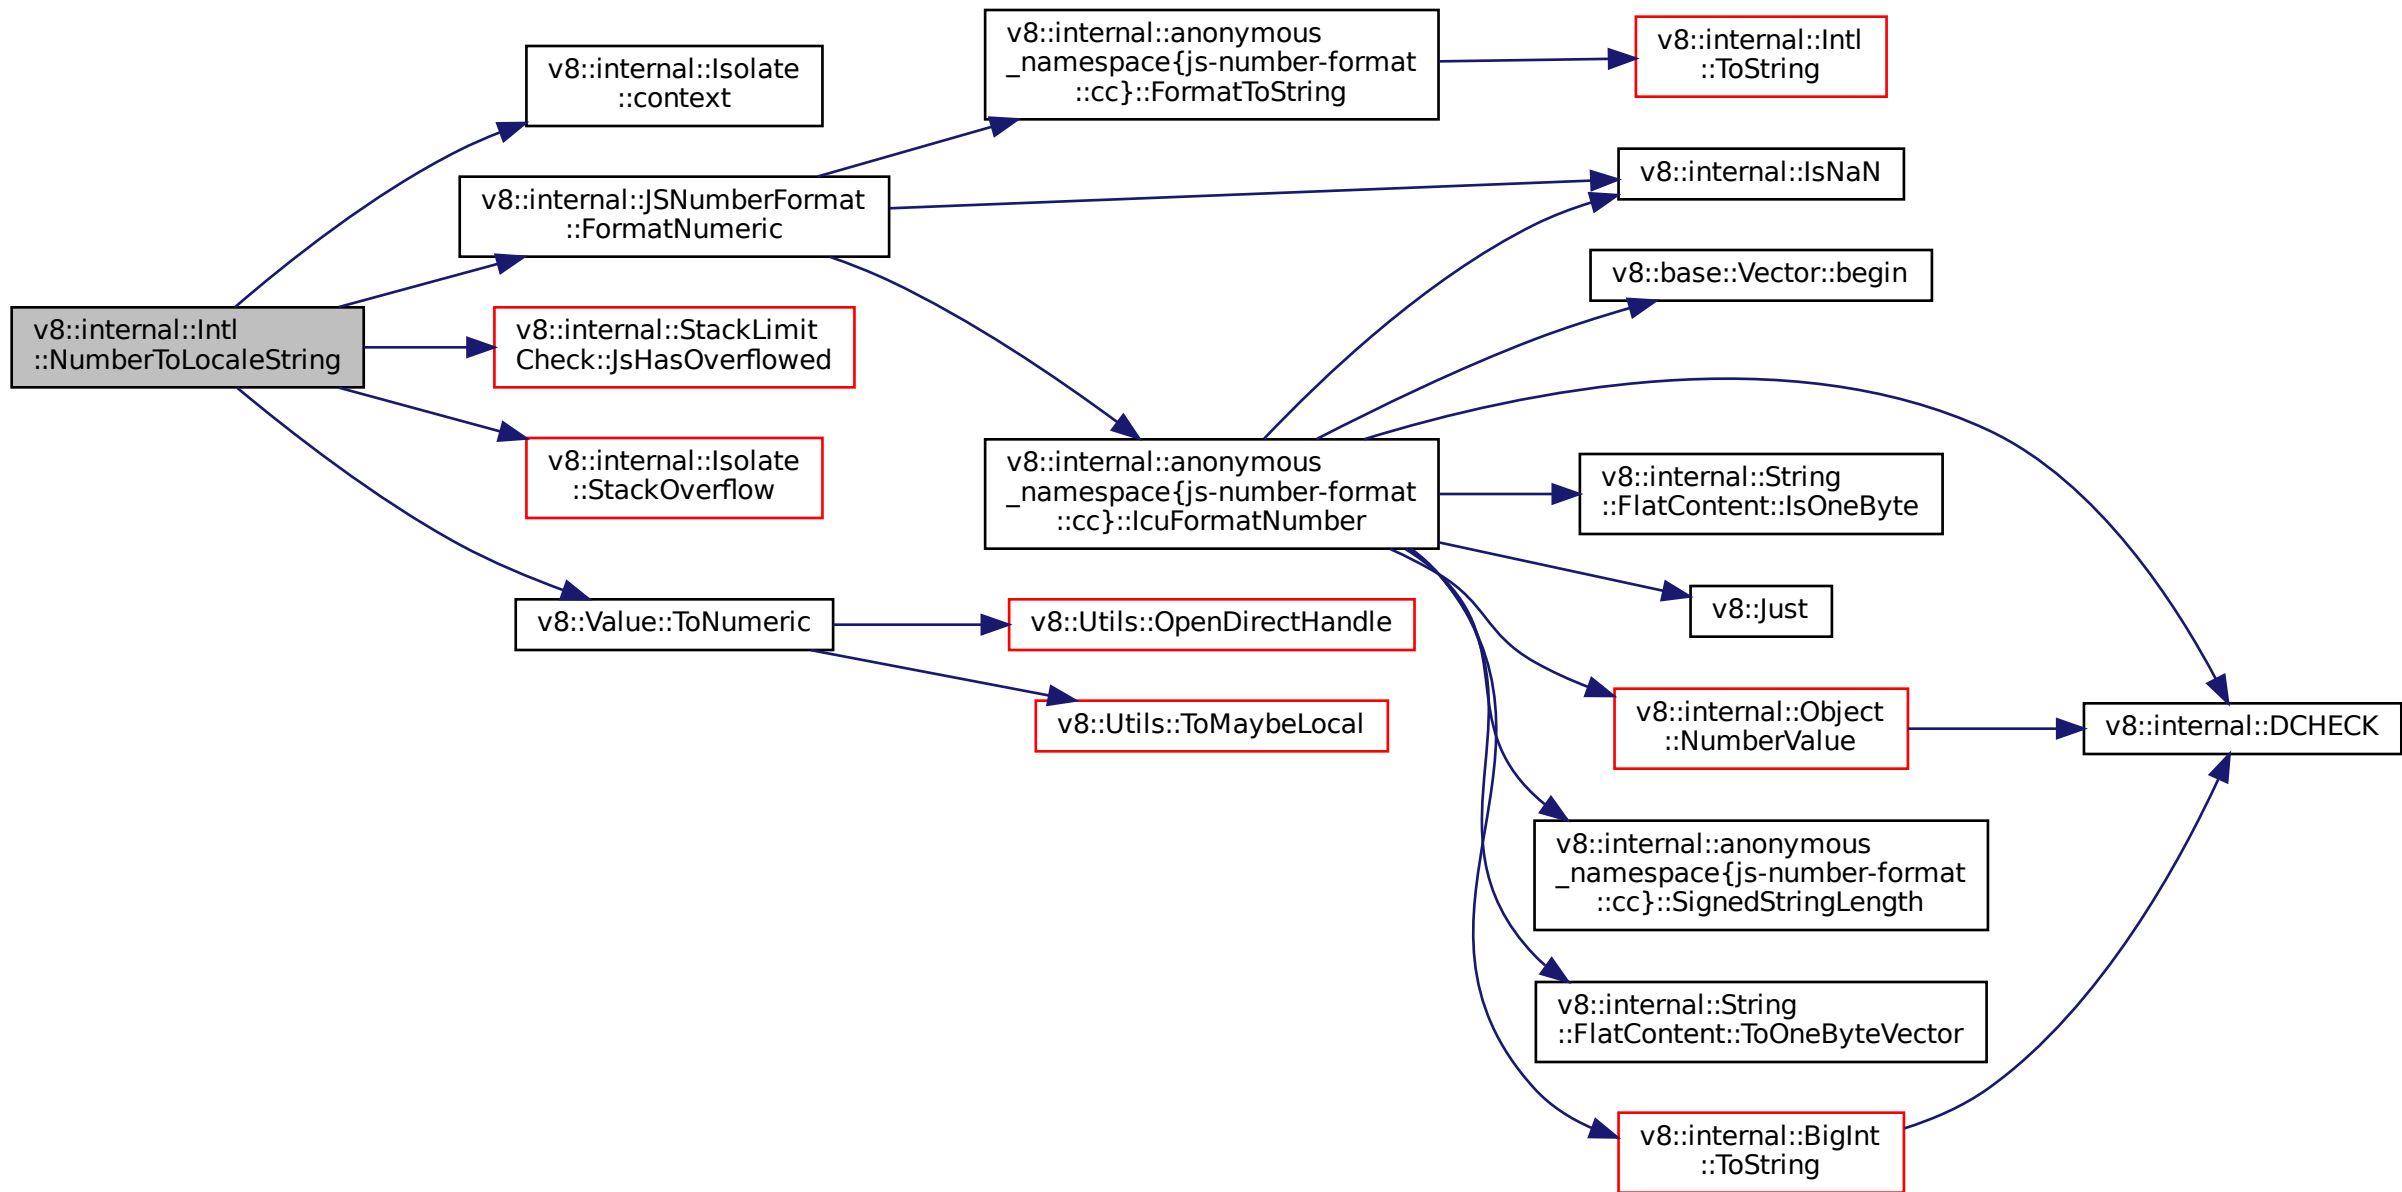 v8::internal::Intl
::NumberToLocaleString
v8::internal::Isolate
::context
v8::internal::JSNumberFormat
::FormatNumeric
v8::internal::StackLimit
Check::JsHasOverflowed
v8::internal::Isolate
::StackOverflow
v8::Value::ToNumeric
v8::internal::anonymous
_namespace{js-number-format
::cc}::FormatToString
v8::internal::anonymous
_namespace{js-number-format
::cc}::IcuFormatNumber
v8::Utils::OpenDirectHandle
v8::Utils::ToMaybeLocal
v8::internal::Intl
::ToString
v8::internal::IsNaN
v8::base::Vector::begin
v8::internal::String
::FlatContent::IsOneByte
v8::Just
v8::internal::Object
::NumberValue
v8::internal::anonymous
_namespace{js-number-format
::cc}::SignedStringLength
v8::internal::String
::FlatContent::ToOneByteVector
v8::internal::BigInt
::ToString
v8::internal::DCHECK